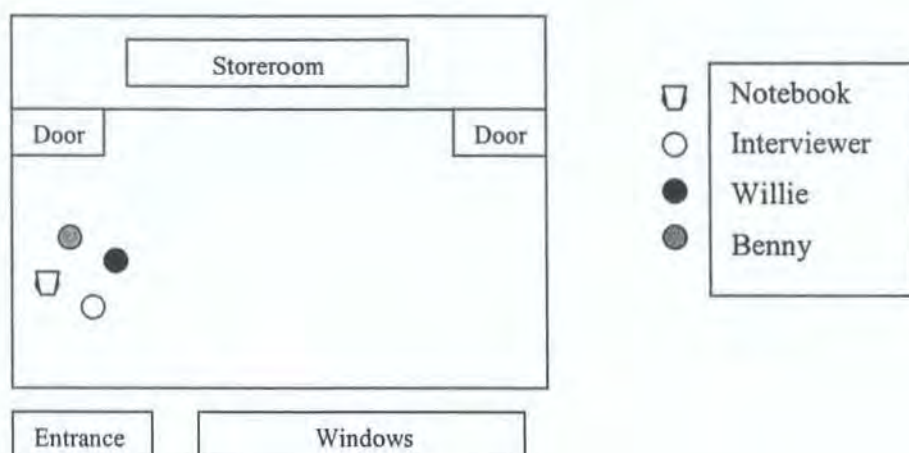 Storeroom
Door
Door
Notebook
Interviewer
Willie
Benny
Entrance
Windows